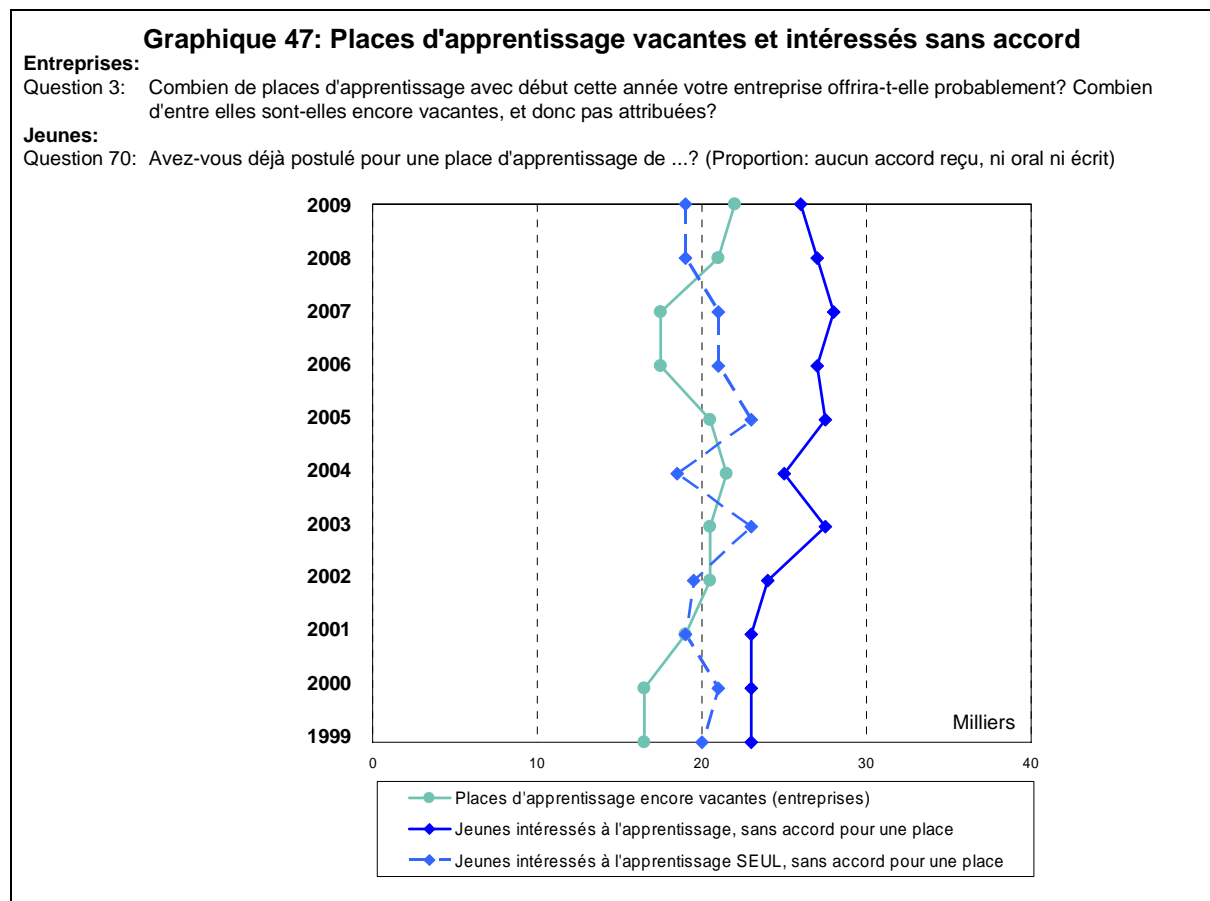 Graphique 47: Places d'apprentissage vacantes et intéressés sans accord
Entreprises:
Question 3: Combien de places d'apprentissage avec début cette année votre entreprise offrira-t-elle probablement? Combien
d'entre elles sont-elles encore vacantes, et donc pas attribuées?
Jeunes:
Question 70: Avez-vous déjà postulé pour une place d'apprentissage de ...? (Proportion: aucun accord reçu, ni oral ni écrit)
2009
2008
2007
2006
2005
2004
2003
2002
2001
2000
1999
Milliers
0 10 20 30 40
Places d'apprentissage encore vacantes (entreprises)
Jeunes intéressés à l'apprentissage, sans accord pour une place
Jeunes intéressés à l'apprentissage SEUL, sans accord pour une place